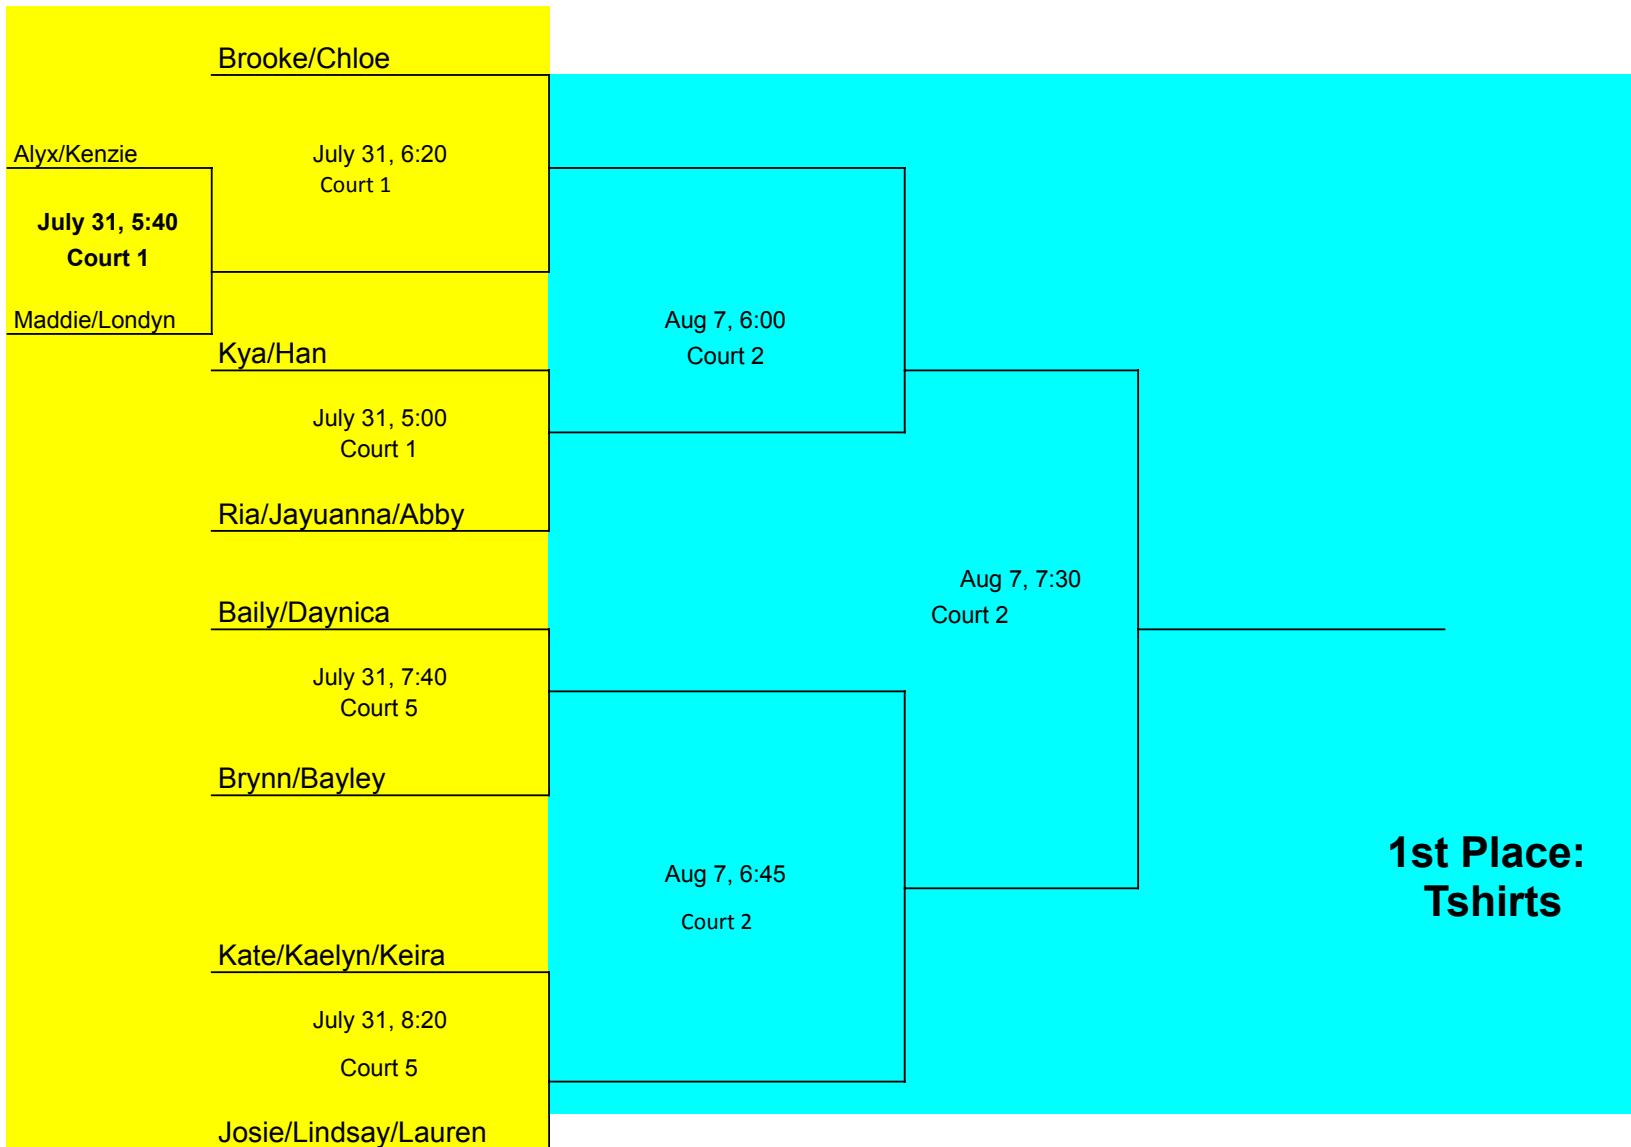 Brooke/Chloe
Alyx/Kenzie
July 31, 6:20
Court 1
July 31, 5:40
Court 1
Maddie/Londyn
Aug 7, 6:00
Court 2
Kya/Han
July 31, 5:00
Court 1
Ria/Jayuanna/Abby
Aug 7, 7:30
Court 2
Baily/Daynica
July 31, 7:40
Court 5
Brynn/Bayley
1st Place:
Tshirts
Aug 7, 6:45
Court 2
Kate/Kaelyn/Keira
July 31, 8:20
Court 5
Josie/Lindsay/Lauren